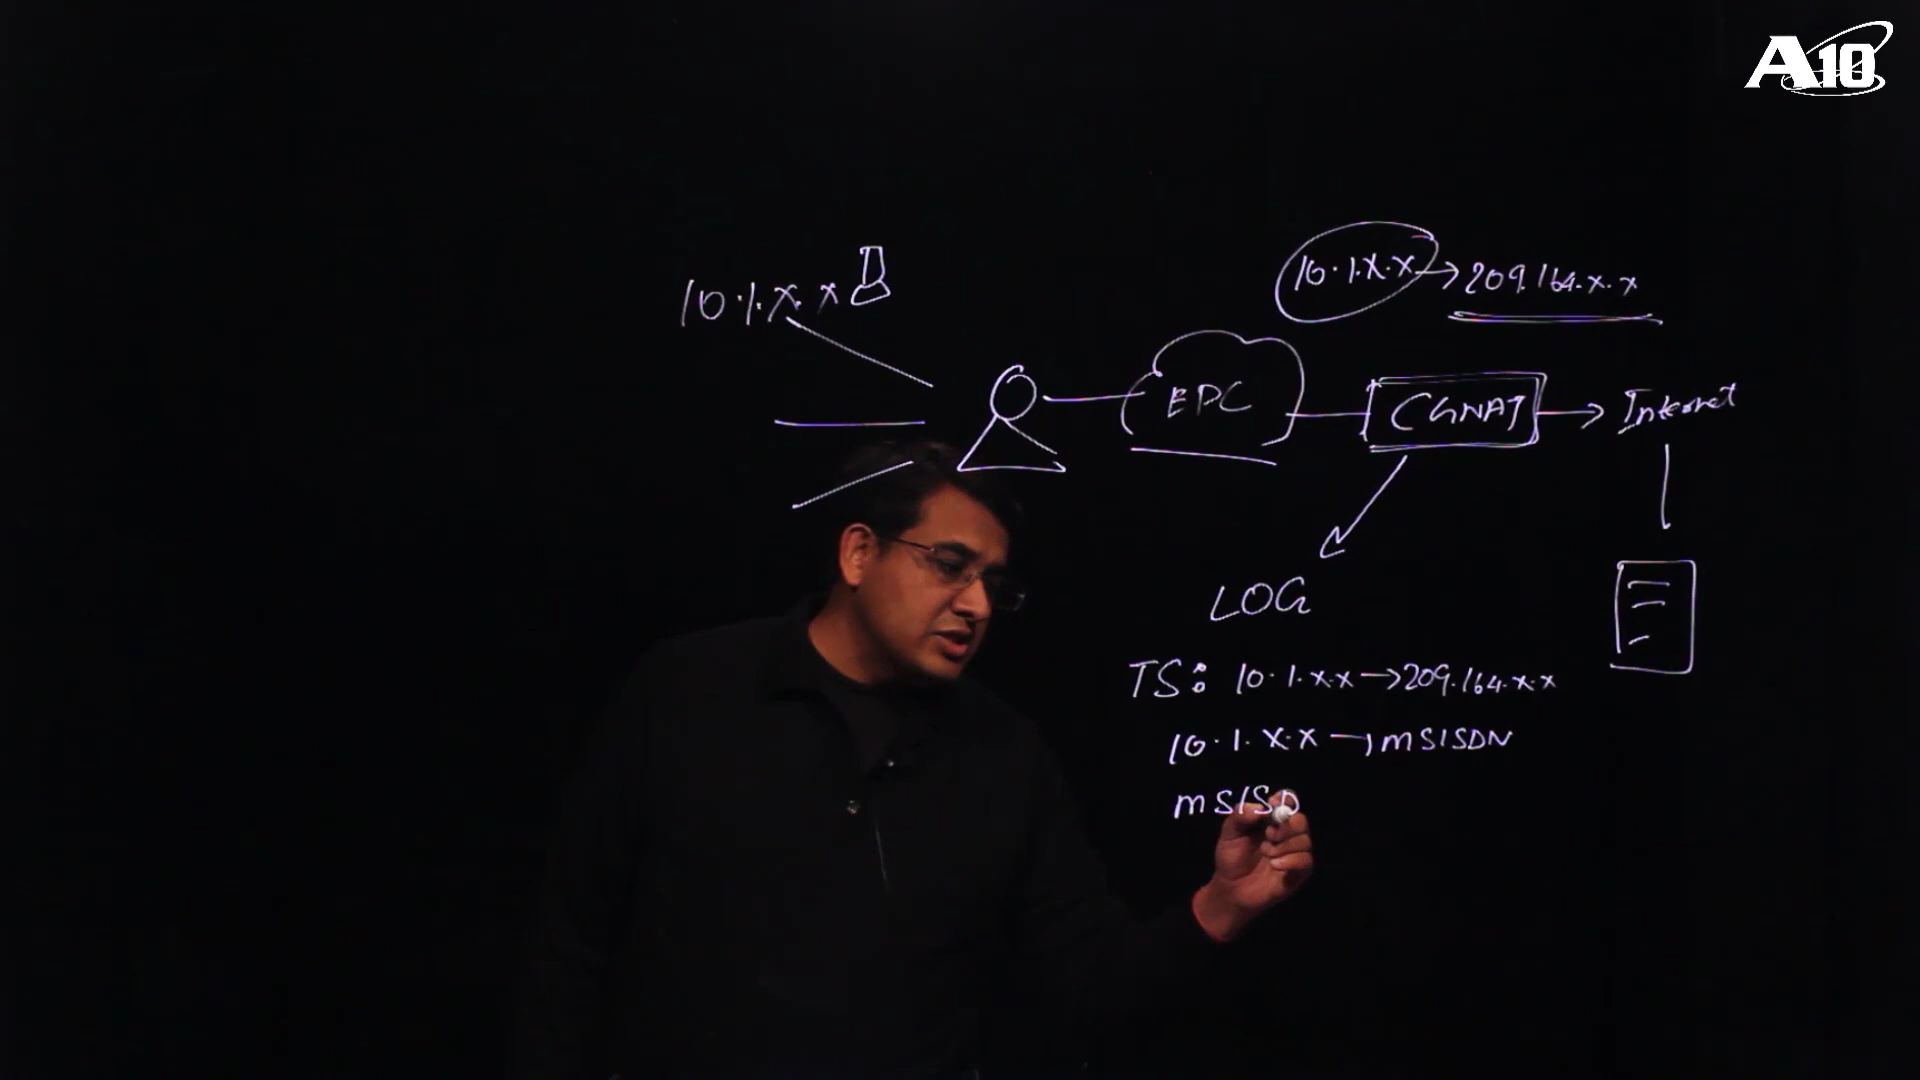 A10
10.1.x.x → 209.164.x.x
10.1.x.x
EPC
CGNAT → Internet
LOG
TS: 10.1.x.x → 209.164.x.x
10.1.x.x → MSISDN
MSISD